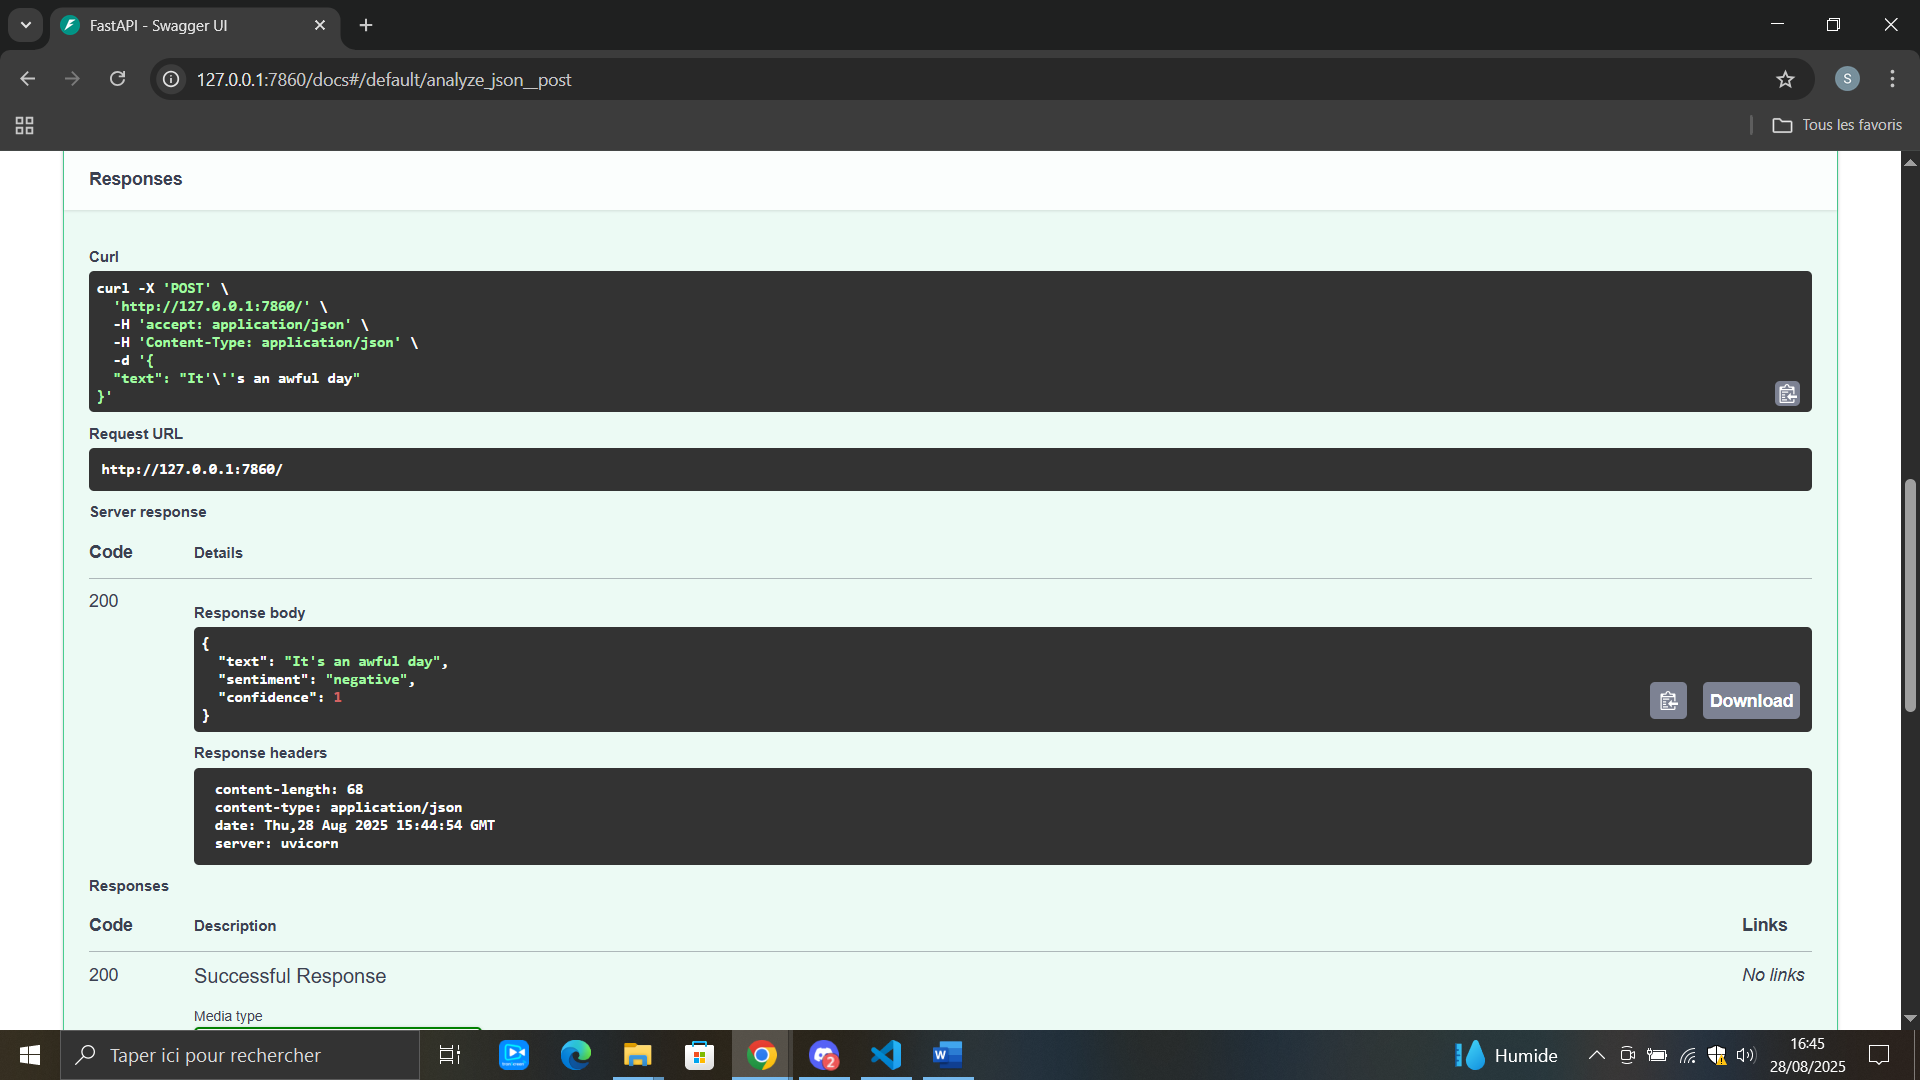 FastAPI - Swagger UI
127.0.0.1:7860/docs#/default/analyze_json__post
S
Tous les favoris
Responses
Curl
curl -X 'POST' \
  'http://127.0.0.1:7860/' \
  -H 'accept: application/json' \
  -H 'Content-Type: application/json' \
  -d '{
  "text": "It'\''s an awful day"
}'
Request URL
http://127.0.0.1:7860/
Server response
Code Details
200
Response body
{
  "text": "It's an awful day",
  "sentiment": "negative",
  "confidence": 1
}
Download
Response headers
content-length: 68
content-type: application/json
date: Thu,28 Aug 2025 15:44:54 GMT
server: uvicorn
Responses
Code Description Links
200 Successful Response No links
Media type
Taper ici pour rechercher
2
W
Humide
16:45
28/08/2025